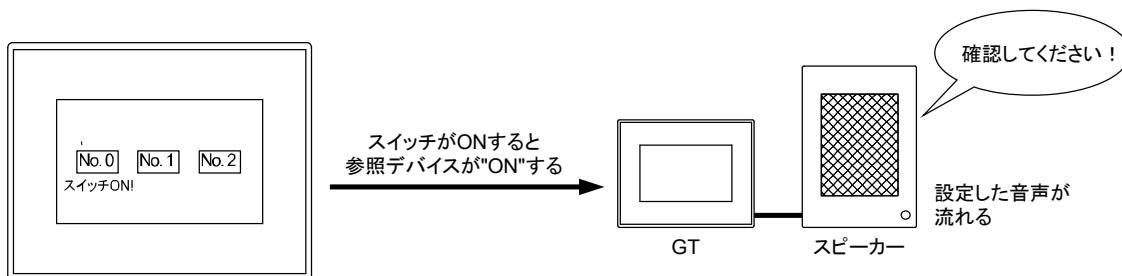 No.0 No.1 No.2
スイッチON!
スイッチがONすると
参照デバイスが"ON"する
GT
スピーカー
確認してください！
設定した音声が
流れる